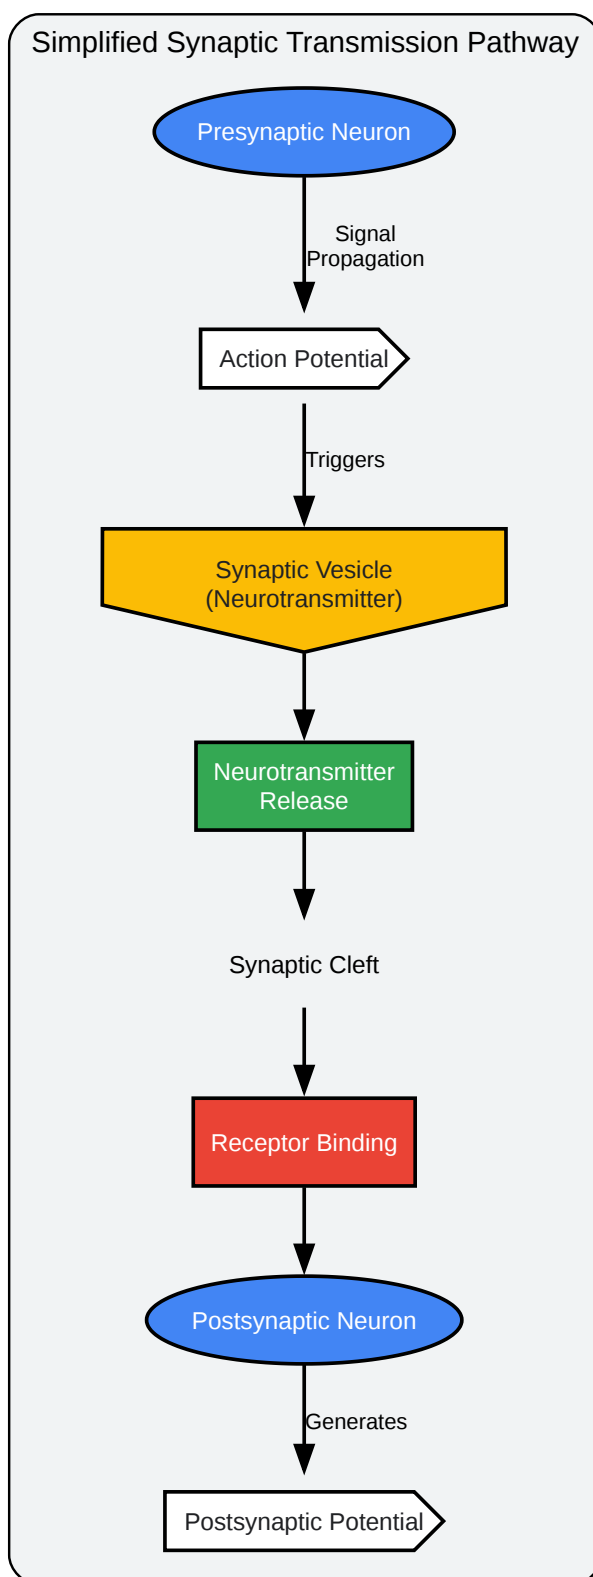 Simplified Synaptic Transmission Pathway
Presynaptic Neuron
Signal
Propagation
Action Potential
Triggers
Synaptic Vesicle
(Neurotransmitter)
Neurotransmitter
Release
Synaptic Cleft
Receptor Binding
Postsynaptic Neuron
Generates
Postsynaptic Potential